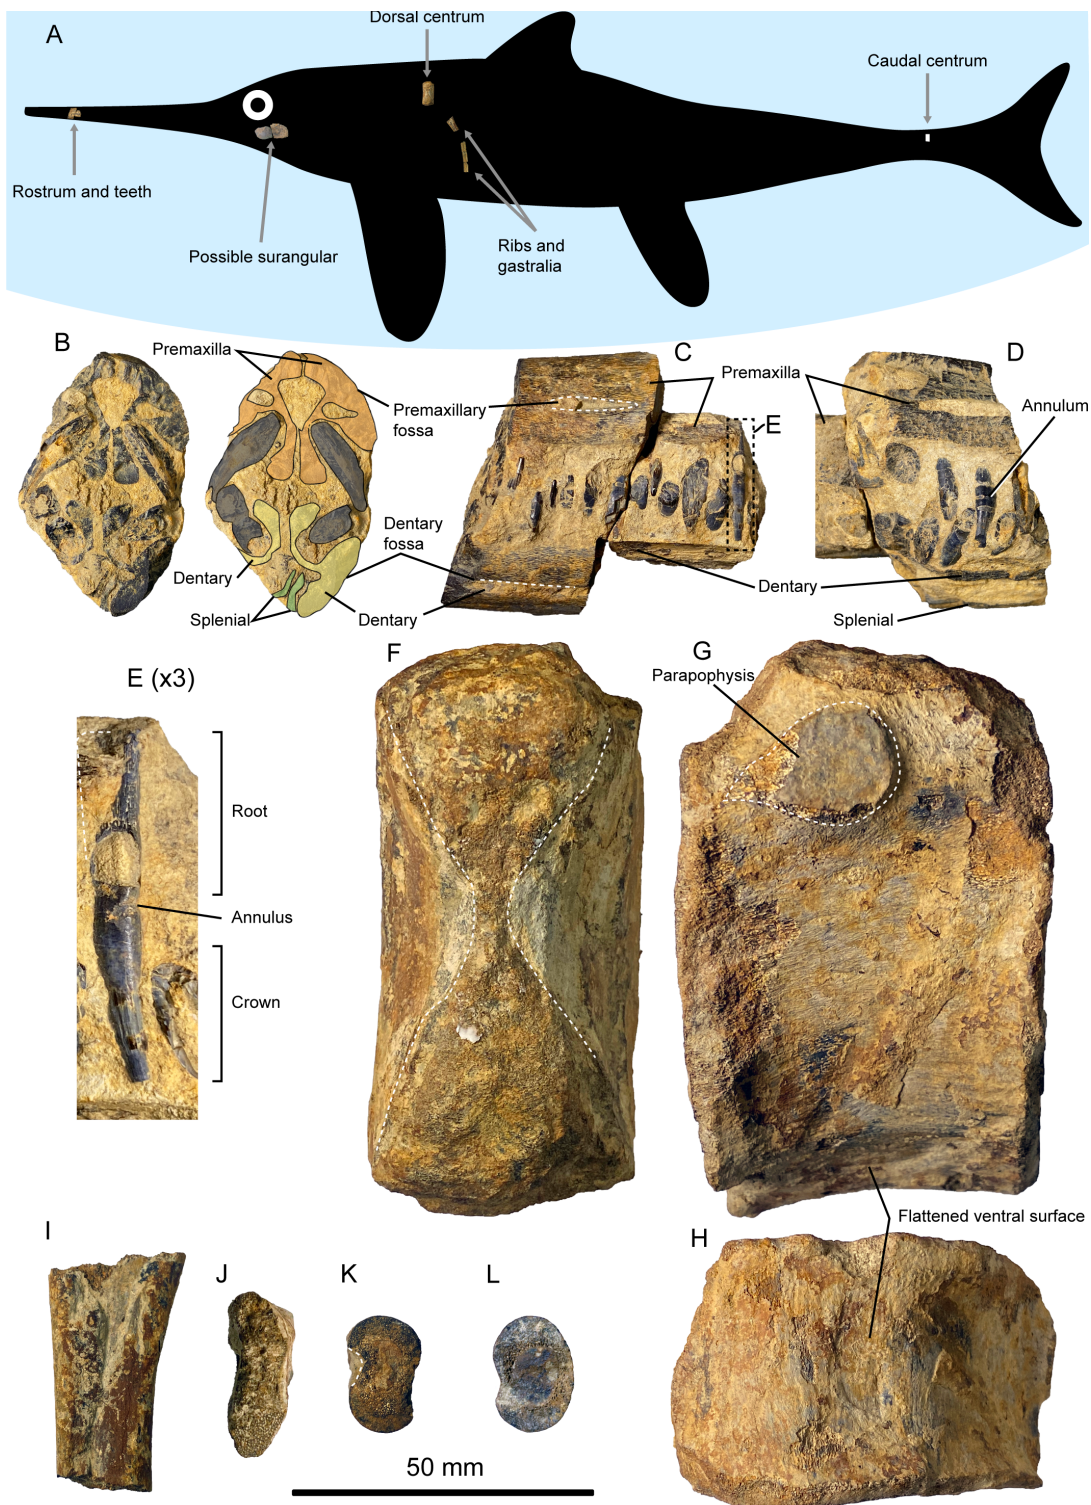 A
Dorsal centrum
Caudal centrum
Rostrum and teeth
Possible surangular
Ribs and
gastralia
B
Premaxilla
C
Premaxilla
D
Premaxillary
fossa
Annulum
E
Dentary
fossa
Dentary
Dentary
Splenial
Dentary
Splenial
E (x3)
F
G
Parapophysis
Root
Annulus
Crown
Flattened ventral surface
H
I
J
K
L
50 mm